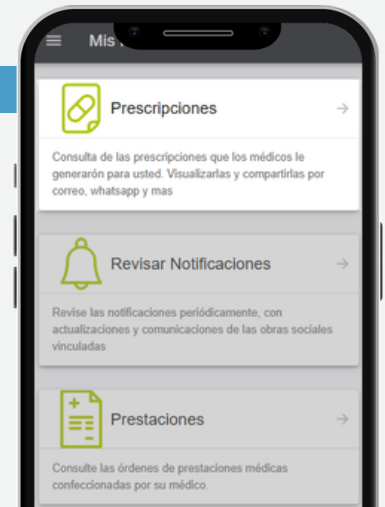 Mis
Prescripciones
Consulta de las prescripciones que los médicos le
generarón para usted. Visualizarlas y compartirlas por
correo, whatsapp y mas
Revisar Notificaciones
Revise las notificaciones periódicamente, con
actualizaciones y comunicaciones de las obras sociales
vinculadas
Prestaciones
Consulte las órdenes de prestaciones médicas
confeccionadas por su médico.